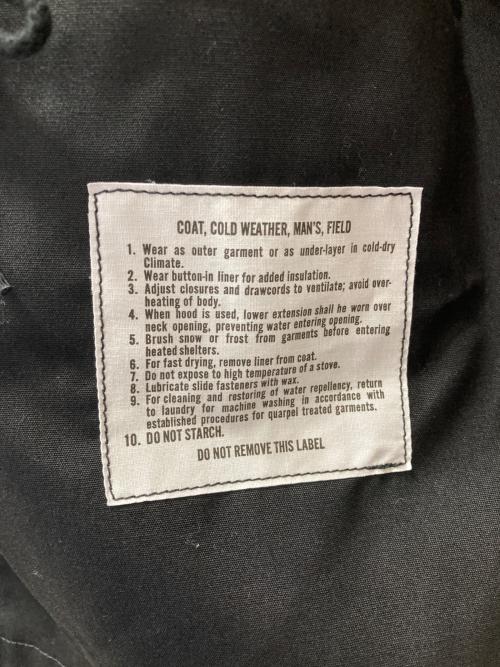 COAT, COLD WEATHER, MAN'S, FIELD
1. Wear as outer garment or as under-layer in cold-dry
Climate.
2. Wear button-in liner for added insulation.
3. Adjust closures and drawcords to ventilate; avoid over-
heating of body.
4. When hood is used, lower extension shall he worn over
neck opening, preventing water entering opening.
5. Brush snow or frost from garments before entering
heated shelters.
6. For fast drying, remove liner from coat.
7. Do not expose to high temperature of a stove.
8. Lubricate slide fasteners with wax.
9. For cleaning and restoring of water repellency, return
to laundry for machine washing in accordance with
established procedures for quarpel treated garments.
10. DO NOT STARCH.
DO NOT REMOVE THIS LABEL